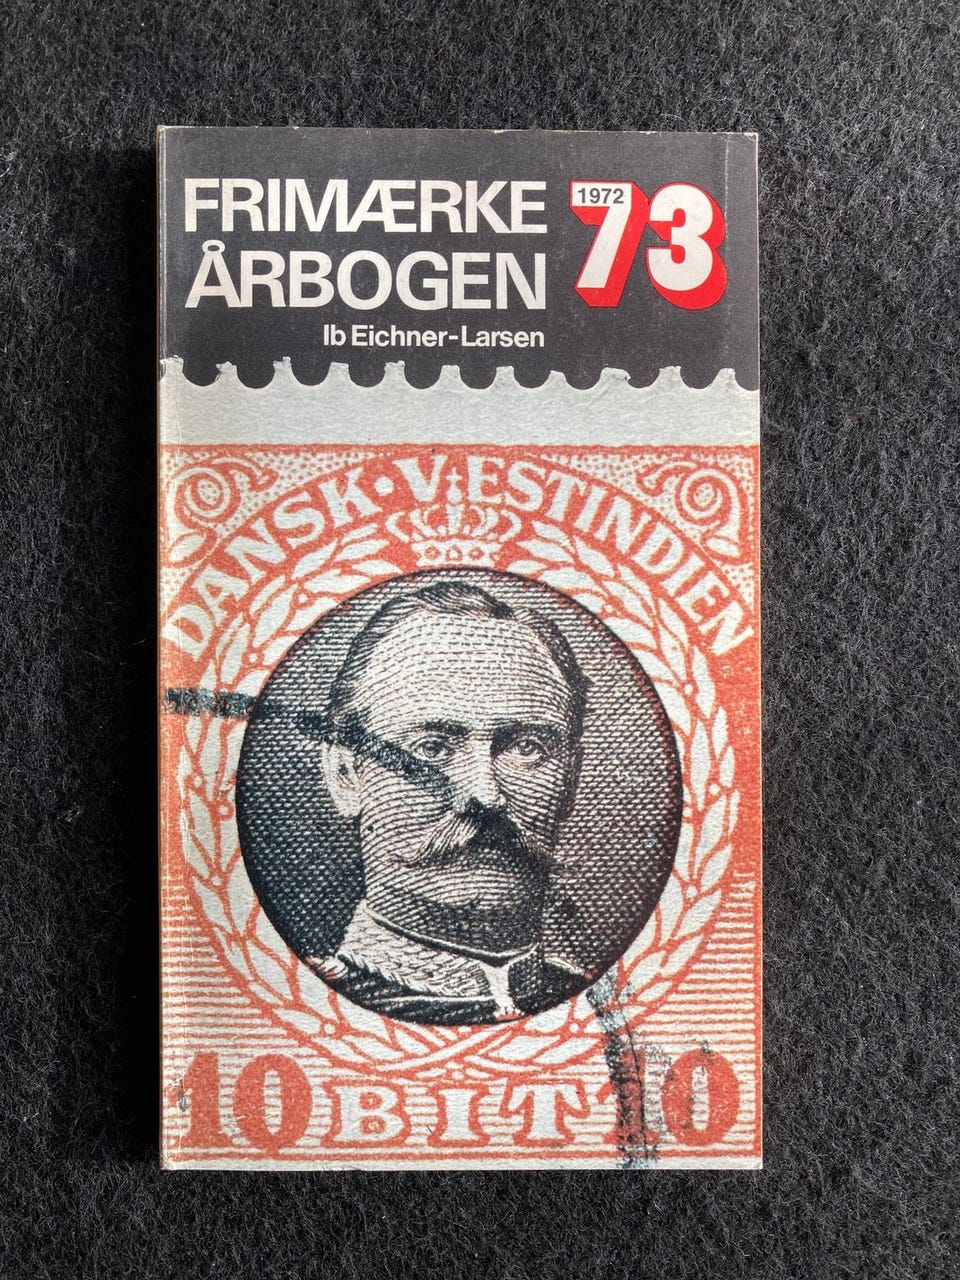 FRIMÆRKE
ÅRBOGEN
1972
73
Ib Eichner-Larsen
DANSK·VESTINDIEN
10 BIT 10